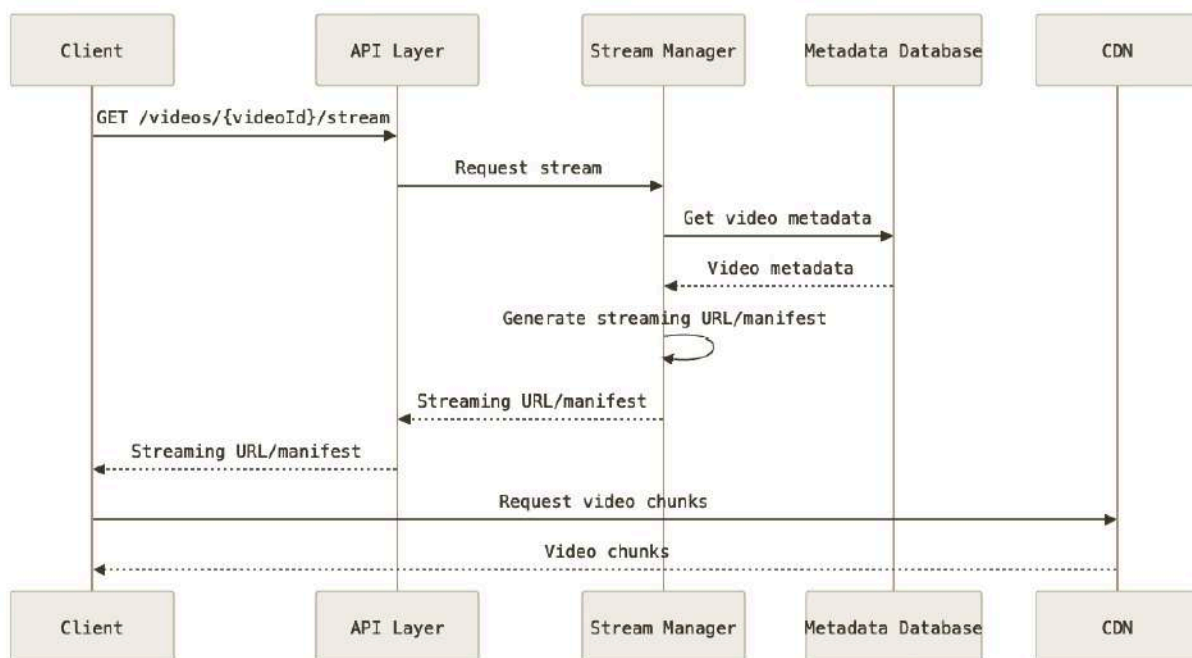 Client
API Layer
Stream Manager
Metadata Database
CDN
GET /videos/{videoId}/stream
Request stream
Get video metadata
Video metadata
Generate streaming URL/manifest
Streaming URL/manifest
Streaming URL/manifest
Request video chunks
Video chunks
Client
API Layer
Stream Manager
Metadata Database
CDN